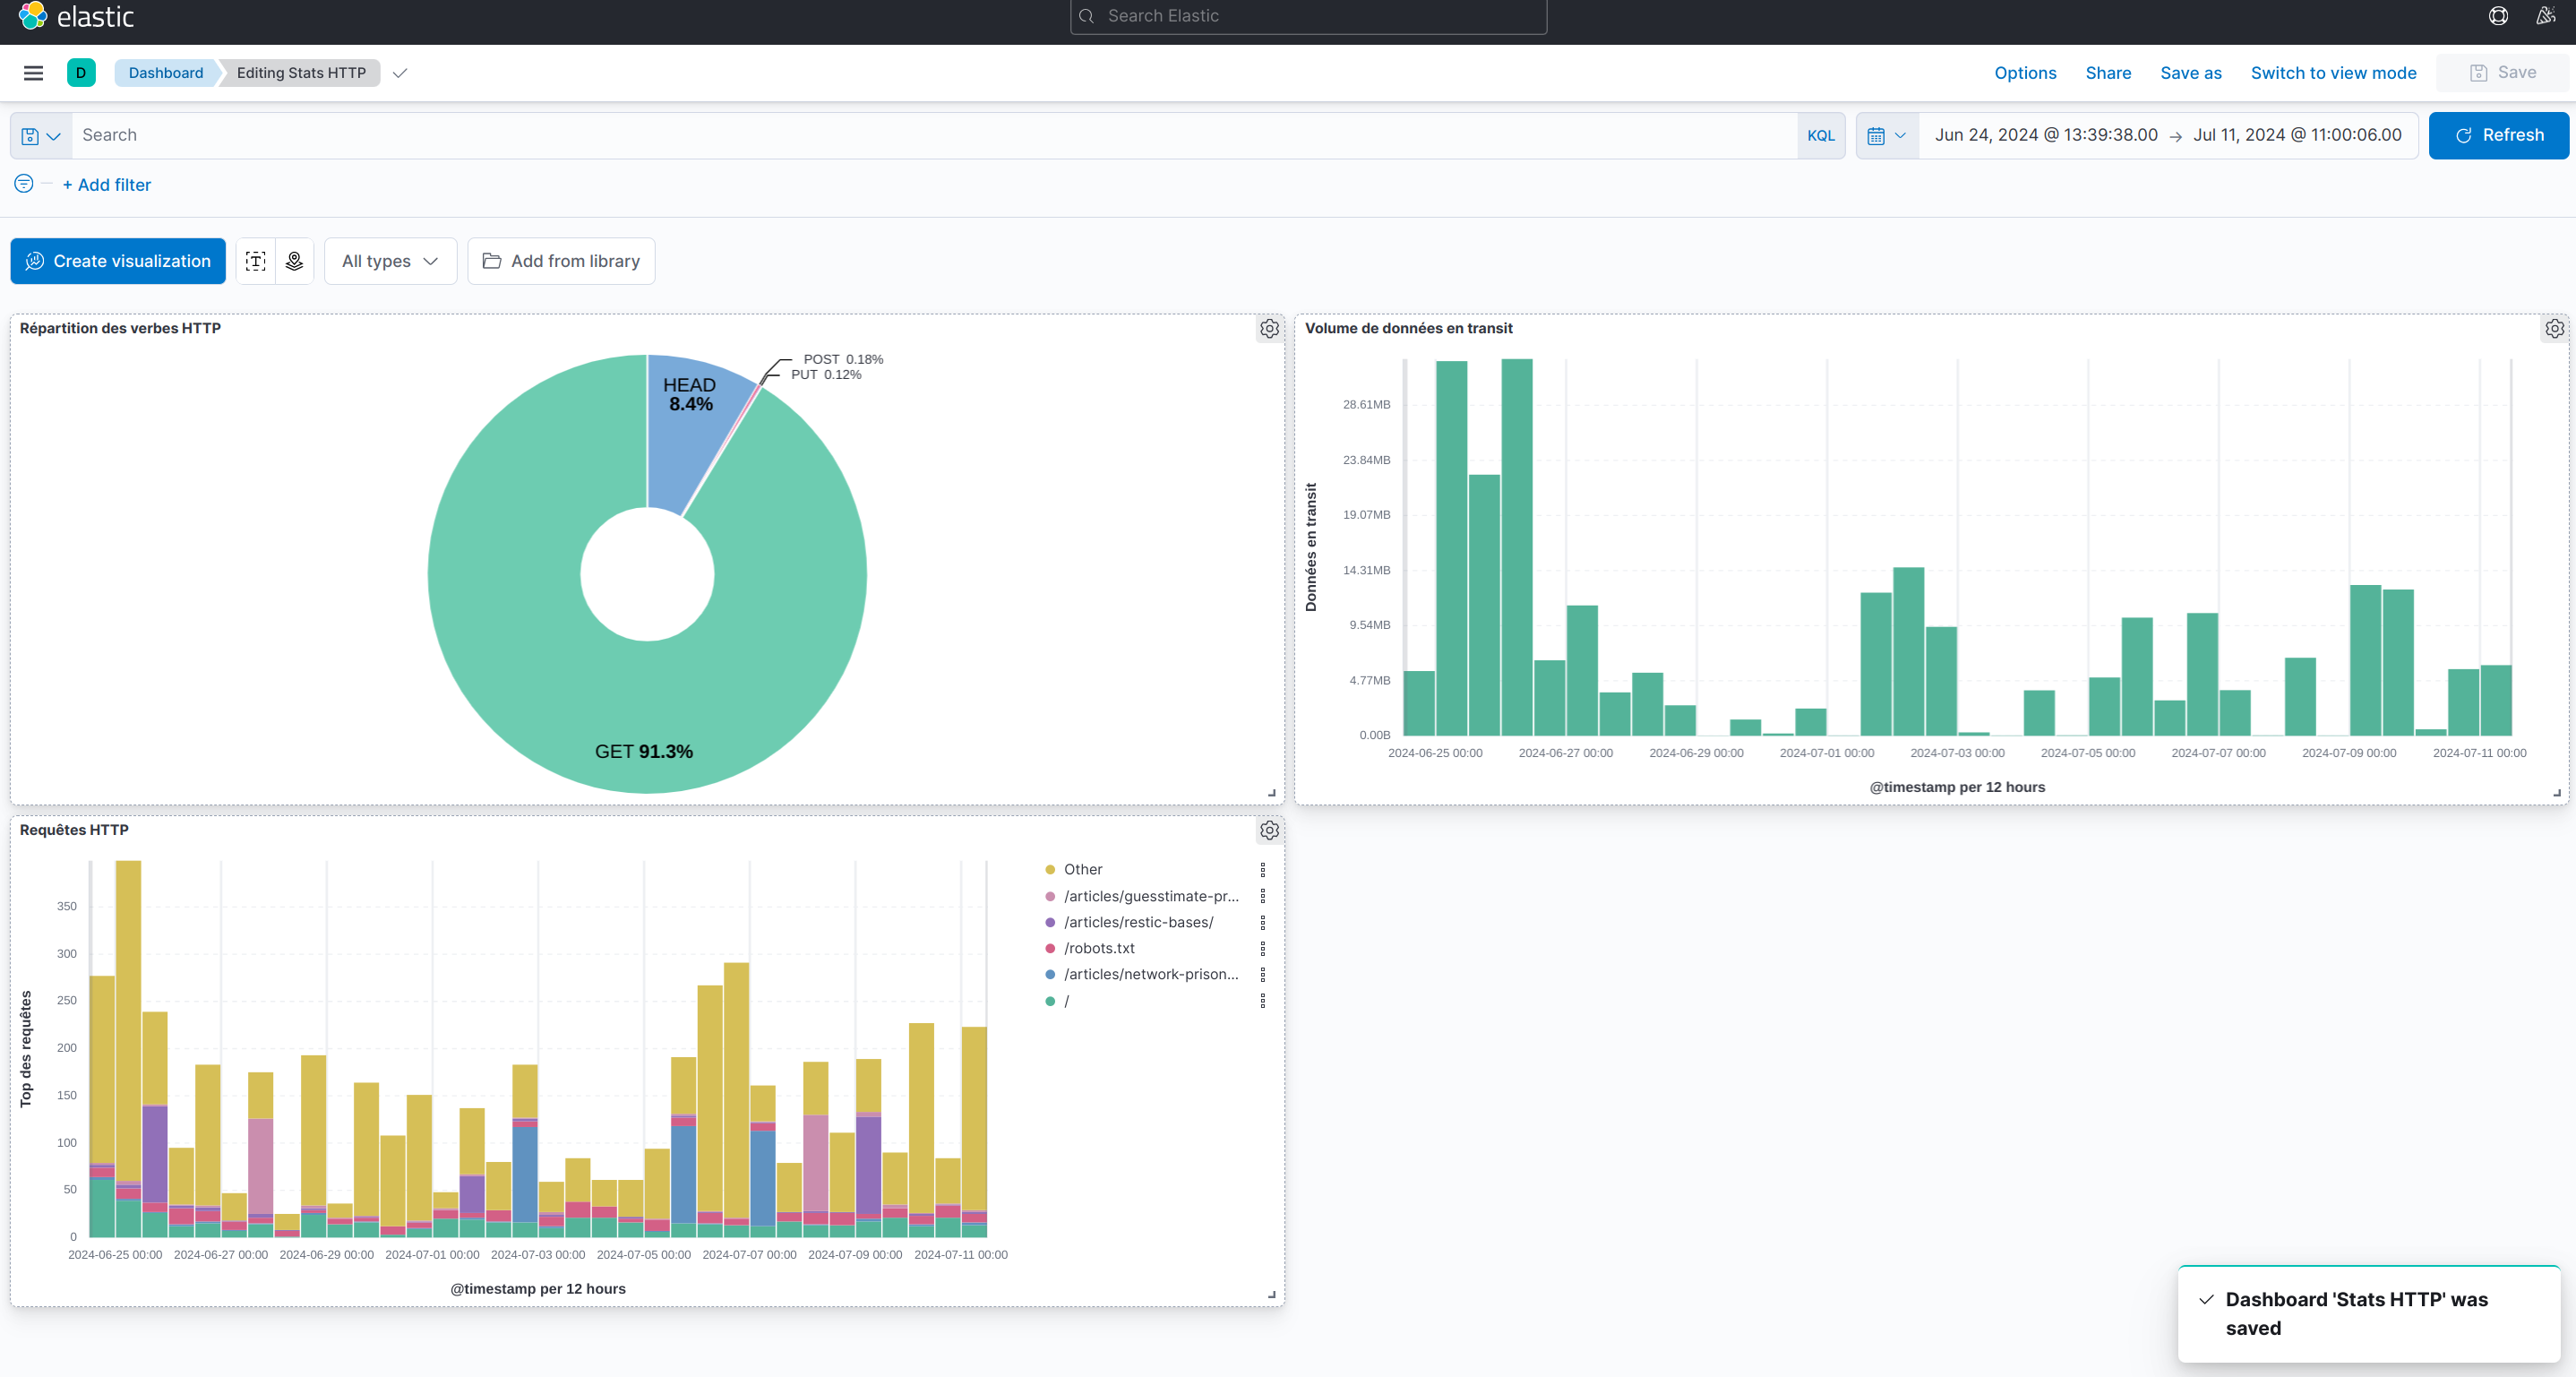 elastic
Search Elastic
D
Dashboard
Editing Stats HTTP
Options
Share
Save as
Switch to view mode
Save
Search
KQL
Jun 24, 2024 @ 13:39:38.00 → Jul 11, 2024 @ 11:00:06.00
Refresh
+ Add filter
Create visualization
All types
Add from library
Répartition des verbes HTTP
POST 0.18%
PUT 0.12%
HEAD
8.4%
GET 91.3%
Volume de données en transit
Données en transit
28.61MB
23.84MB
19.07MB
14.31MB
9.54MB
4.77MB
0.00B
2024-06-25 00:00
2024-06-27 00:00
2024-06-29 00:00
2024-07-01 00:00
2024-07-03 00:00
2024-07-05 00:00
2024-07-07 00:00
2024-07-09 00:00
2024-07-11 00:00
@timestamp per 12 hours
Requêtes HTTP
Top des requêtes
350
300
250
200
150
100
50
0
2024-06-25 00:00
2024-06-27 00:00
2024-06-29 00:00
2024-07-01 00:00
2024-07-03 00:00
2024-07-05 00:00
2024-07-07 00:00
2024-07-09 00:00
2024-07-11 00:00
@timestamp per 12 hours
Other
/articles/guesstimate-pr...
/articles/restic-bases/
/robots.txt
/articles/network-prison...
/
Dashboard 'Stats HTTP' was
saved